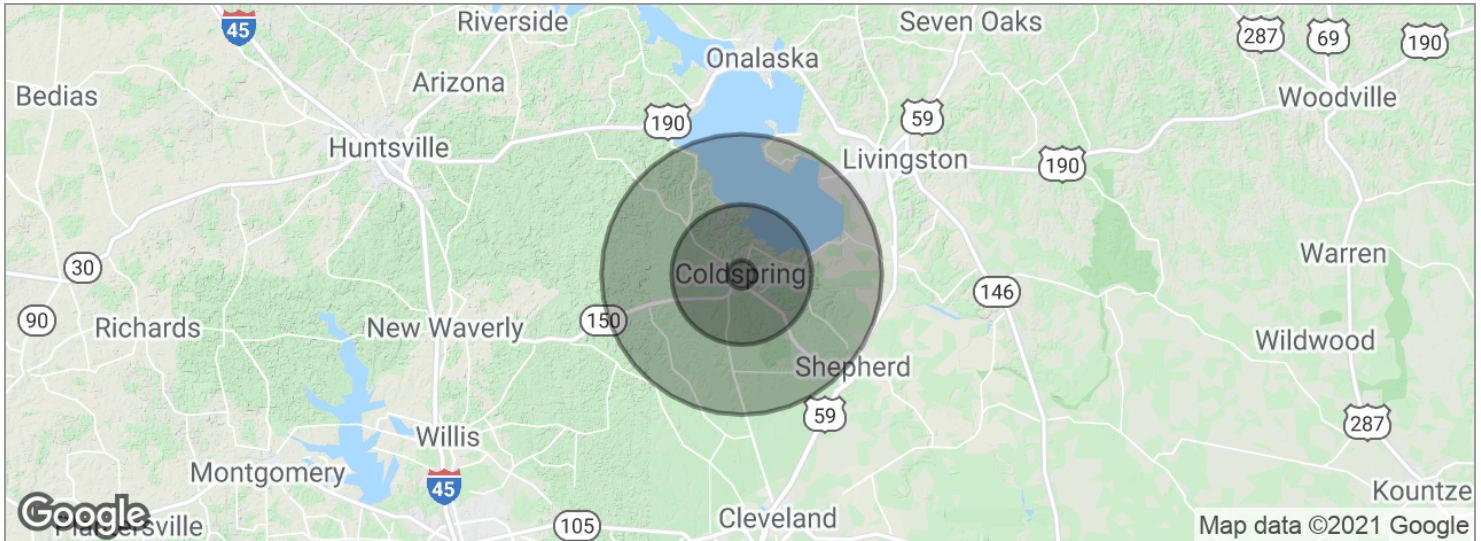 Riverside
Seven Oaks
45
287
69
190
Onalaska
Arizona
Bedias
Woodville
190
59
Huntsville
Livingston
190
Warren
30
Coldspring
146
90
Richards
New Waverly
150
Wildwood
Shepherd
59
287
Willis
Montgomery
45
Kountze
Google
Plantersville
105
Cleveland
Map data ©2021 Google